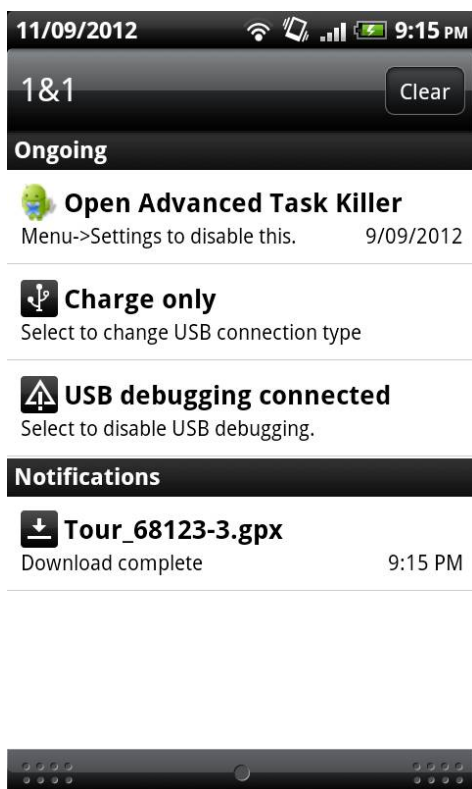 11/09/2012 9:15 PM
1&1 Clear
Ongoing
Open Advanced Task Killer
Menu->Settings to disable this. 9/09/2012
Charge only
Select to change USB connection type
USB debugging connected
Select to disable USB debugging.
Notifications
Tour_68123-3.gpx
Download complete 9:15 PM